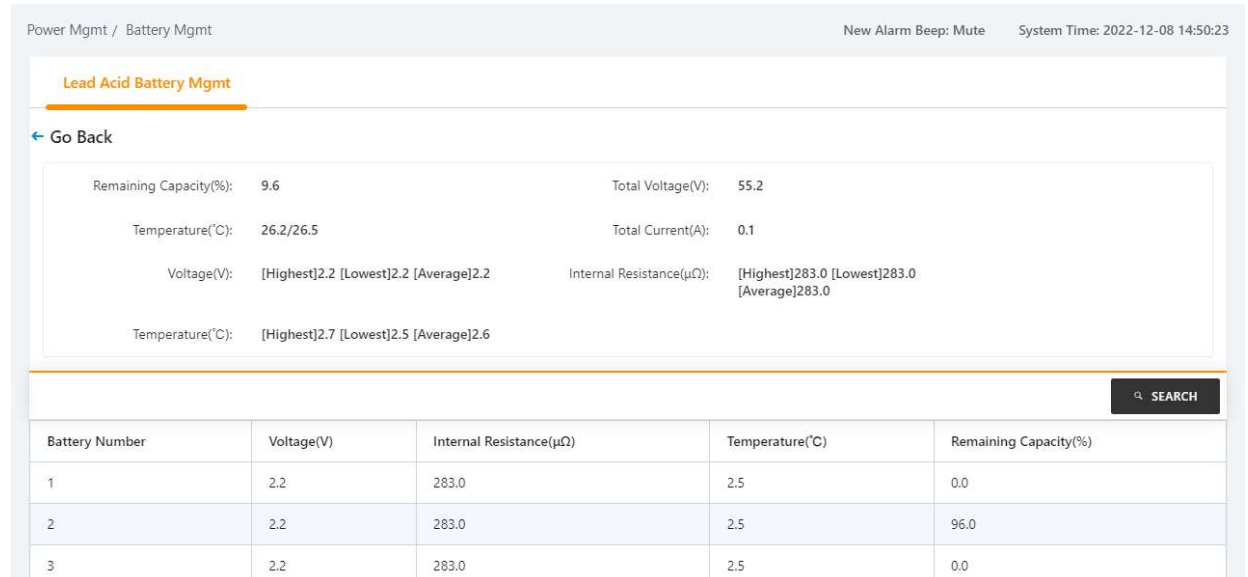 Power Mgmt / Battery Mgmt New Alarm Beep: Mute System Time: 2022-12-08 14:50:23
Lead Acid Battery Mgmt
← Go Back
Remaining Capacity(%): 9.6 Total Voltage(V): 55.2
Temperature(℃): 26.2/26.5 Total Current(A): 0.1
Voltage(V): [Highest]2.2 [Lowest]2.2 [Average]2.2 Internal Resistance(μΩ): [Highest]283.0 [Lowest]283.0
[Average]283.0
Temperature(℃): [Highest]2.7 [Lowest]2.5 [Average]2.6
SEARCH
Battery Number Voltage(V) Internal Resistance(μΩ) Temperature(℃) Remaining Capacity(%)
1 2.2 283.0 2.5 0.0
2 2.2 283.0 2.5 96.0
3 2.2 283.0 2.5 0.0